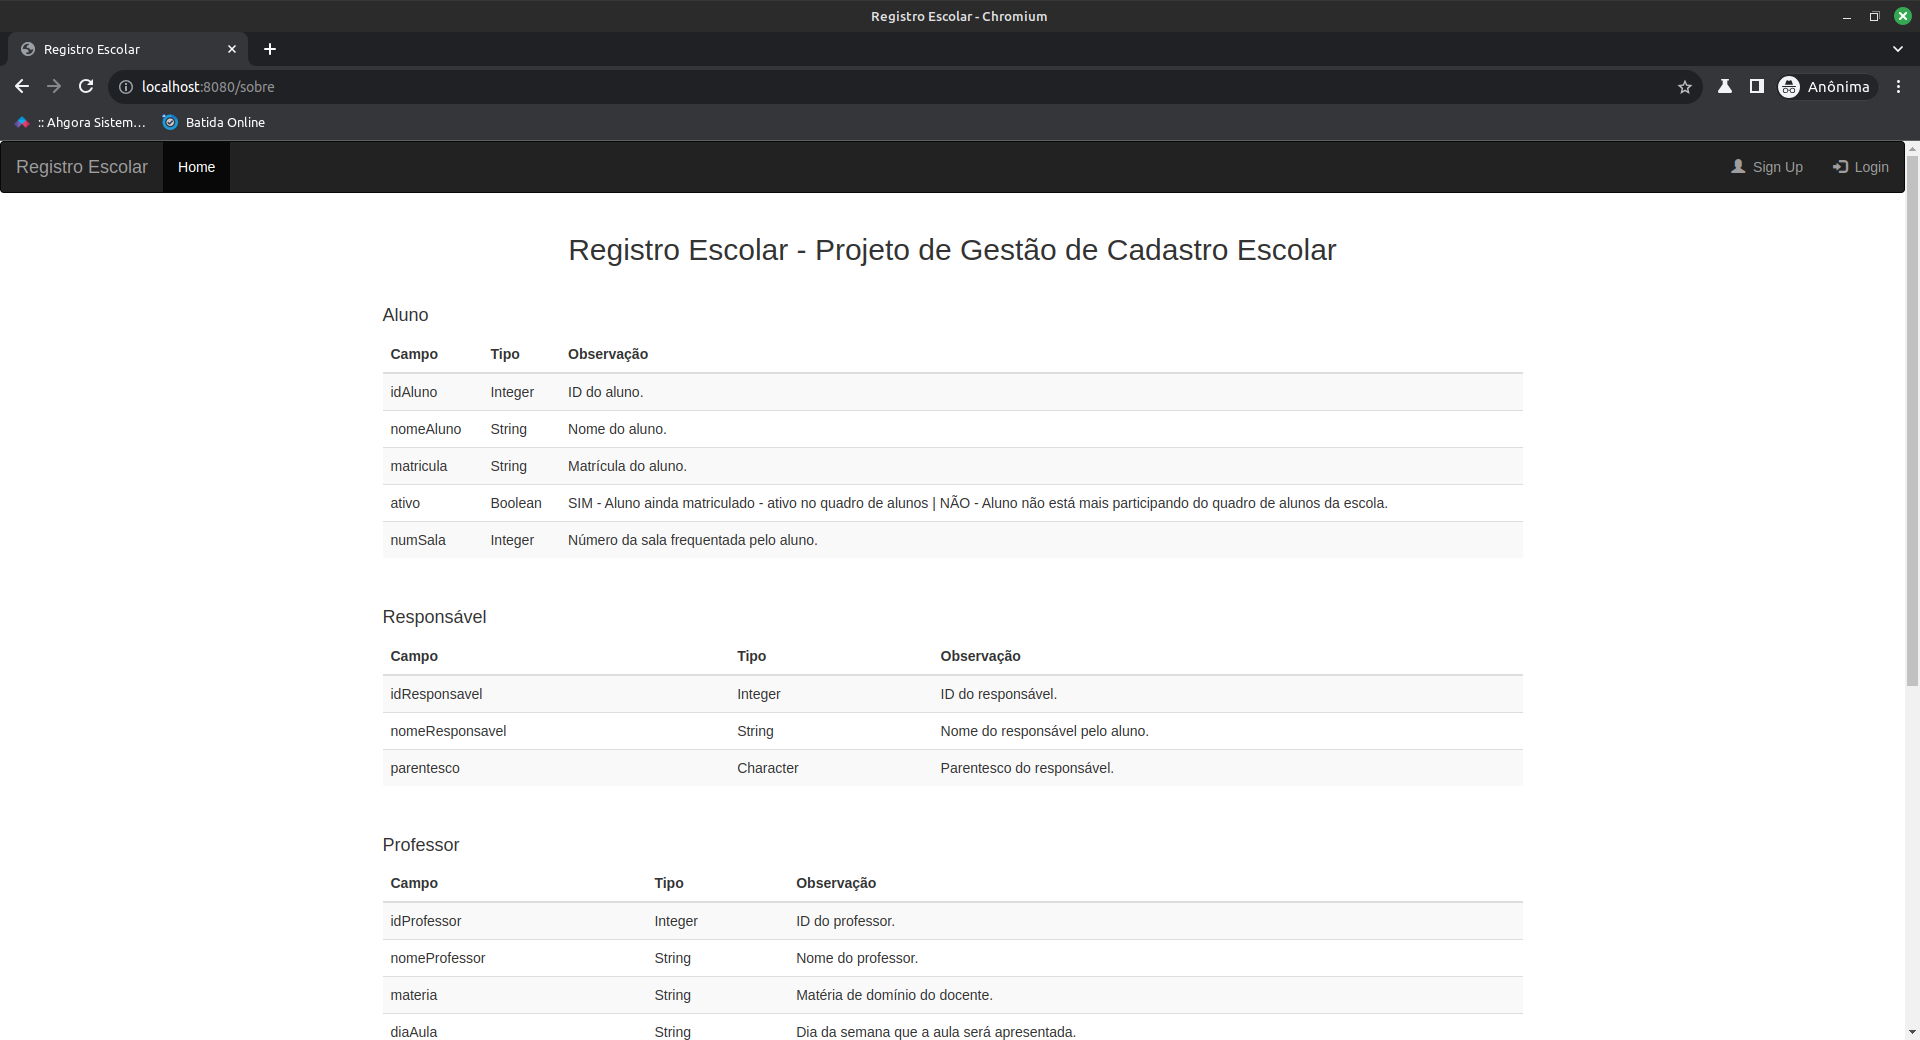 Registro Escolar - Chromium
Registro Escolar
localhost:8080/sobre
Anônima
:: Ahgora Sistem...
Batida Online
Registro Escolar Home Sign Up Login
Registro Escolar - Projeto de Gestão de Cadastro Escolar
Aluno
Campo Tipo Observação
idAluno Integer ID do aluno.
nomeAluno String Nome do aluno.
matricula String Matrícula do aluno.
ativo Boolean SIM - Aluno ainda matriculado - ativo no quadro de alunos | NÃO - Aluno não está mais participando do quadro de alunos da escola.
numSala Integer Número da sala frequentada pelo aluno.
Responsável
Campo Tipo Observação
idResponsavel Integer ID do responsável.
nomeResponsavel String Nome do responsável pelo aluno.
parentesco Character Parentesco do responsável.
Professor
Campo Tipo Observação
idProfessor Integer ID do professor.
nomeProfessor String Nome do professor.
materia String Matéria de domínio do docente.
diaAula String Dia da semana que a aula será apresentada.